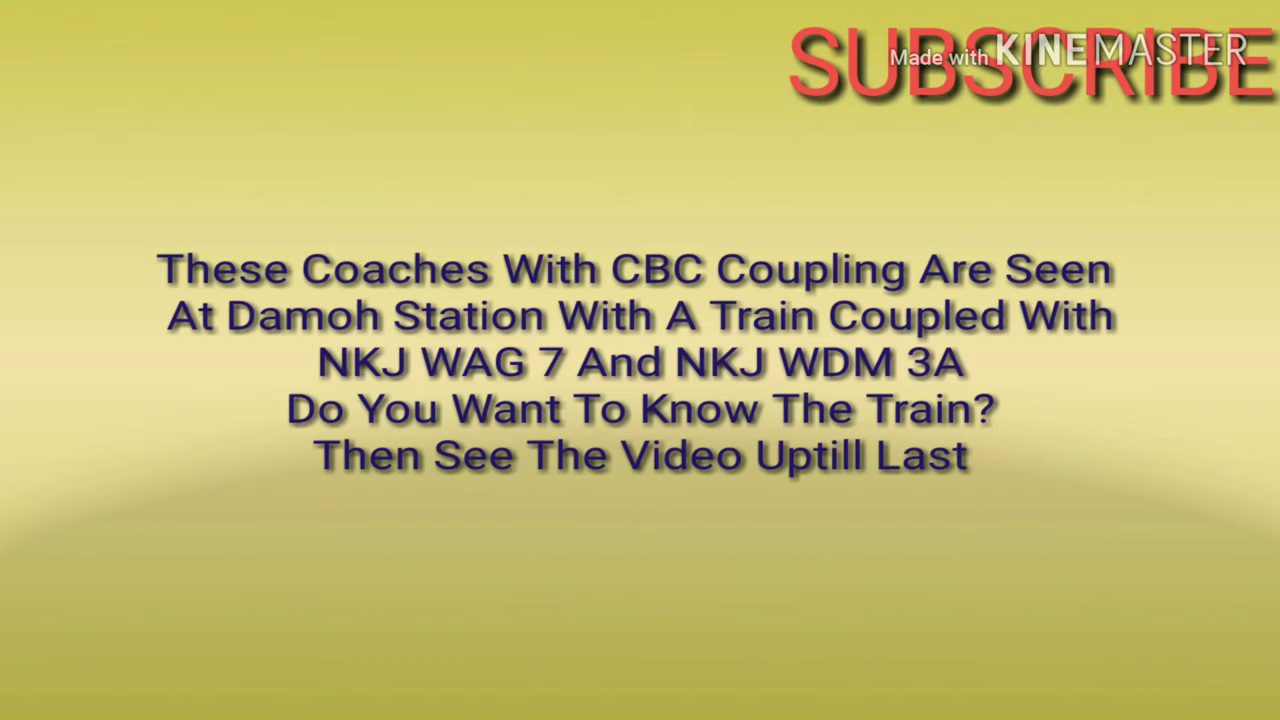 SUBSCRIBE
Made with KINEMASTER
These Coaches With CBC Coupling Are Seen
At Damoh Station With A Train Coupled With
NKJ WAG 7 And NKJ WDM 3A
Do You Want To Know The Train?
Then See The Video Uptill Last